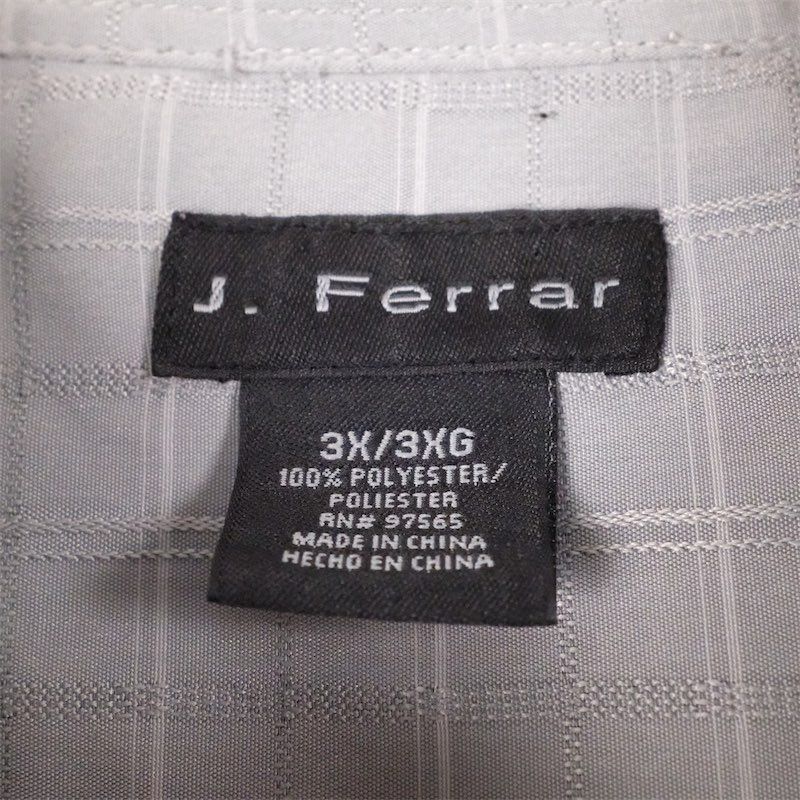 J. Ferrar
3X/3XG
100% POLYESTER/
POLIESTER
RN# 97565
MADE IN CHINA
HECHO EN CHINA